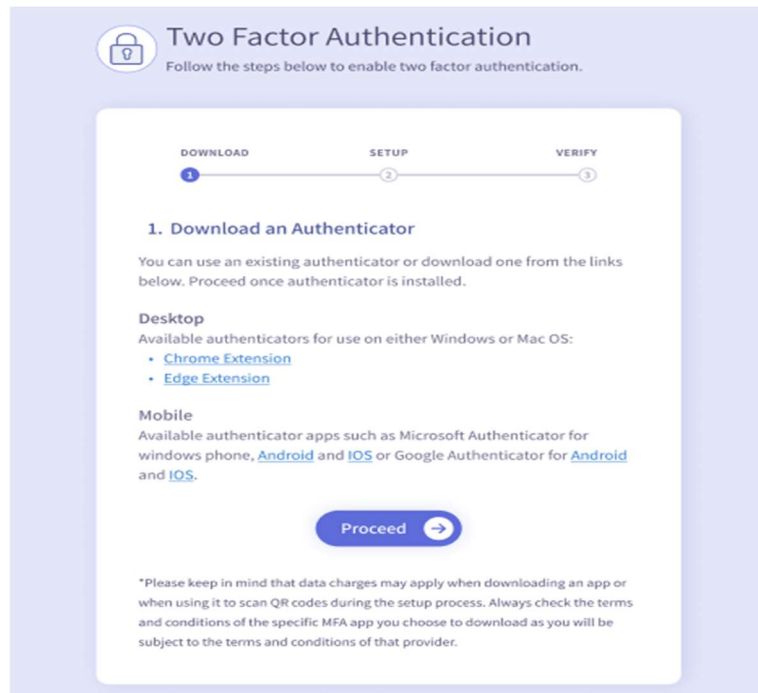 Two Factor Authentication
Follow the steps below to enable two factor authentication.
DOWNLOAD SETUP VERIFY
1 2 3
1. Download an Authenticator
You can use an existing authenticator or download one from the links
below. Proceed once authenticator is installed.
Desktop
Available authenticators for use on either Windows or Mac OS:
• Chrome Extension
• Edge Extension
Mobile
Available authenticator apps such as Microsoft Authenticator for
windows phone, Android and IOS or Google Authenticator for Android
and IOS.
Proceed
*Please keep in mind that data charges may apply when downloading an app or
when using it to scan QR codes during the setup process. Always check the terms
and conditions of the specific MFA app you choose to download as you will be
subject to the terms and conditions of that provider.